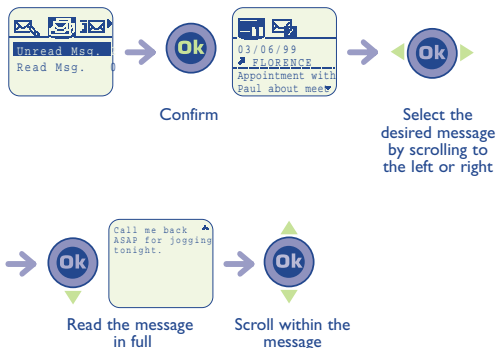 Unread Msg.
Read Msg. 0
Ok
Confirm
03/06/99
FLORENCE
Appointment with
Paul about meet
Ok
Select the
desired message
by scrolling to
the left or right
Ok
Read the message
in full
Call me back
ASAP for jogging
tonight.
Ok
Scroll within the
message